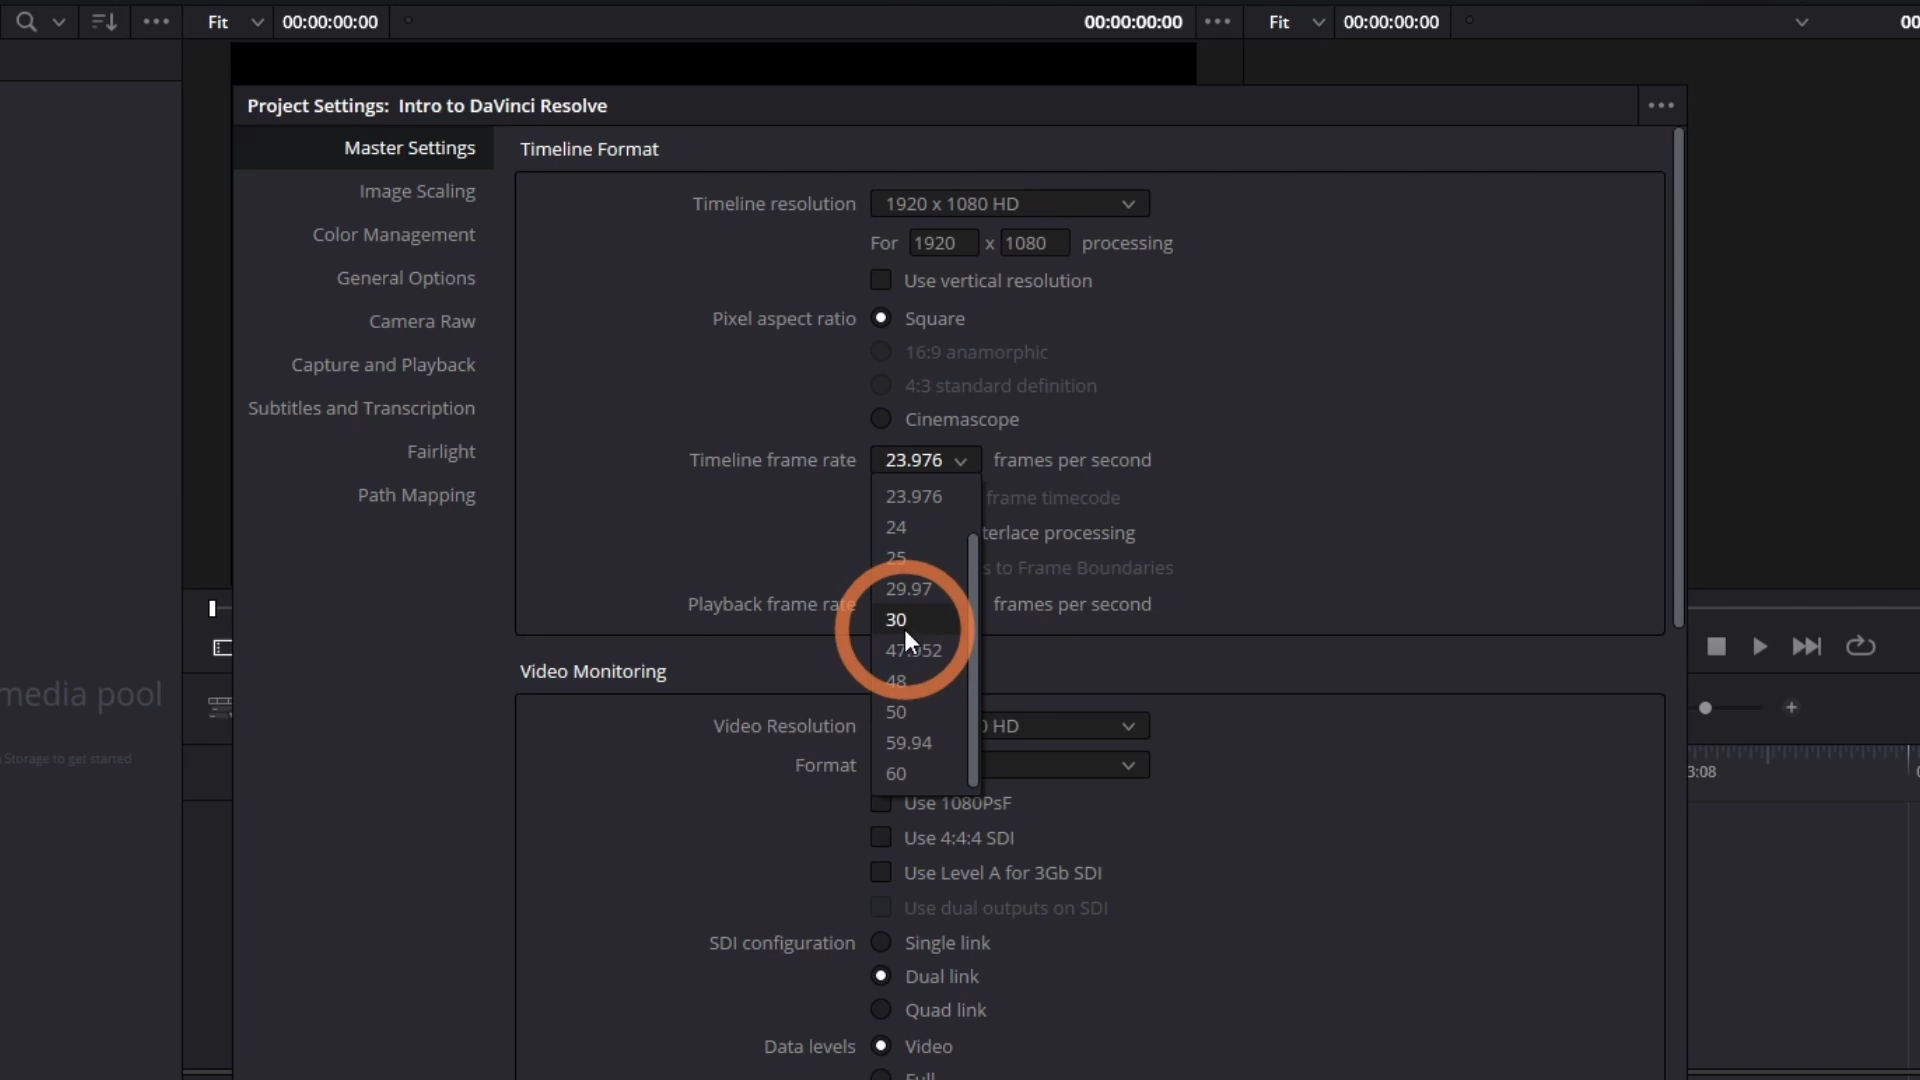 Fit 00:00:00:00 00:00:00:00 Fit 00:00:00:00 00
Project Settings: Intro to DaVinci Resolve
Master Settings
Image Scaling
Color Management
General Options
Camera Raw
Capture and Playback
Subtitles and Transcription
Fairlight
Path Mapping
Timeline Format
Timeline resolution 1920 x 1080 HD
For 1920 x 1080 processing
Use vertical resolution
Pixel aspect ratio Square
16:9 anamorphic
4:3 standard definition
Cinemascope
Timeline frame rate 23.976 frames per second
23.976 frame timecode
24 terlace processing
25 s to Frame Boundaries
29.97
Playback frame rate frames per second
30
47.952
48
50
59.94
60
Video Monitoring
Video Resolution 0 HD
Format
Use 1080PsF
Use 4:4:4 SDI
Use Level A for 3Gb SDI
Use dual outputs on SDI
SDI configuration Single link
Dual link
Quad link
Data levels Video
Full
media pool
Storage to get started
3:08